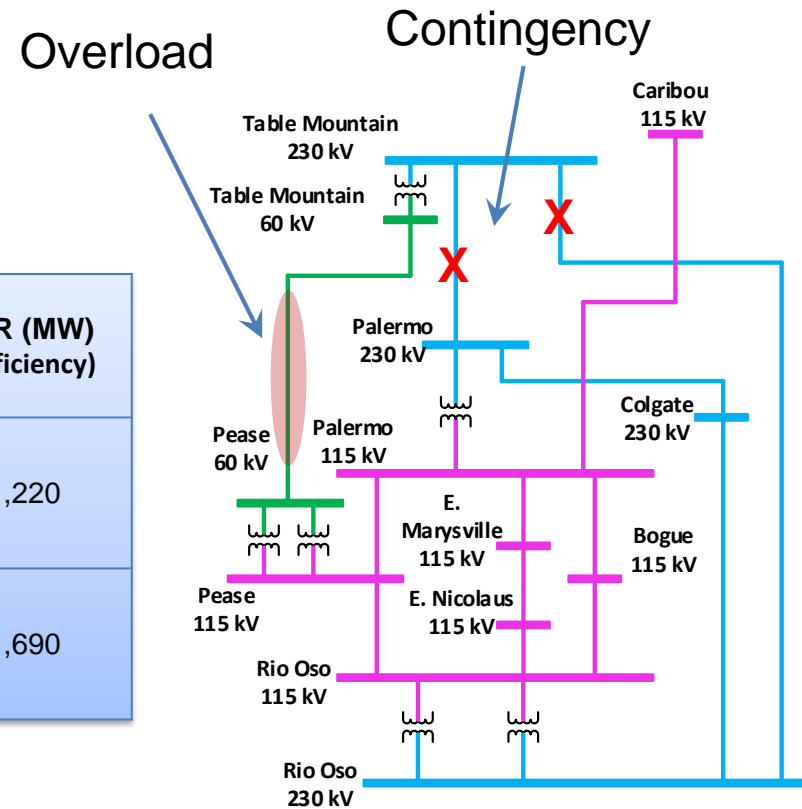 Overload
Contingency
Caribou
115 kV
Table Mountain
230 kV
Table Mountain
60 kV
X
X
R (MW)
ficiency)
Palermo
230 kV
Colgate
230 kV
Pease
60 kV
Palermo
115 kV
,220
E.
Marysville
115 kV
Bogue
115 kV
Pease
115 kV
E. Nicolaus
115 kV
,690
Rio Oso
115 kV
Rio Oso
230 kV